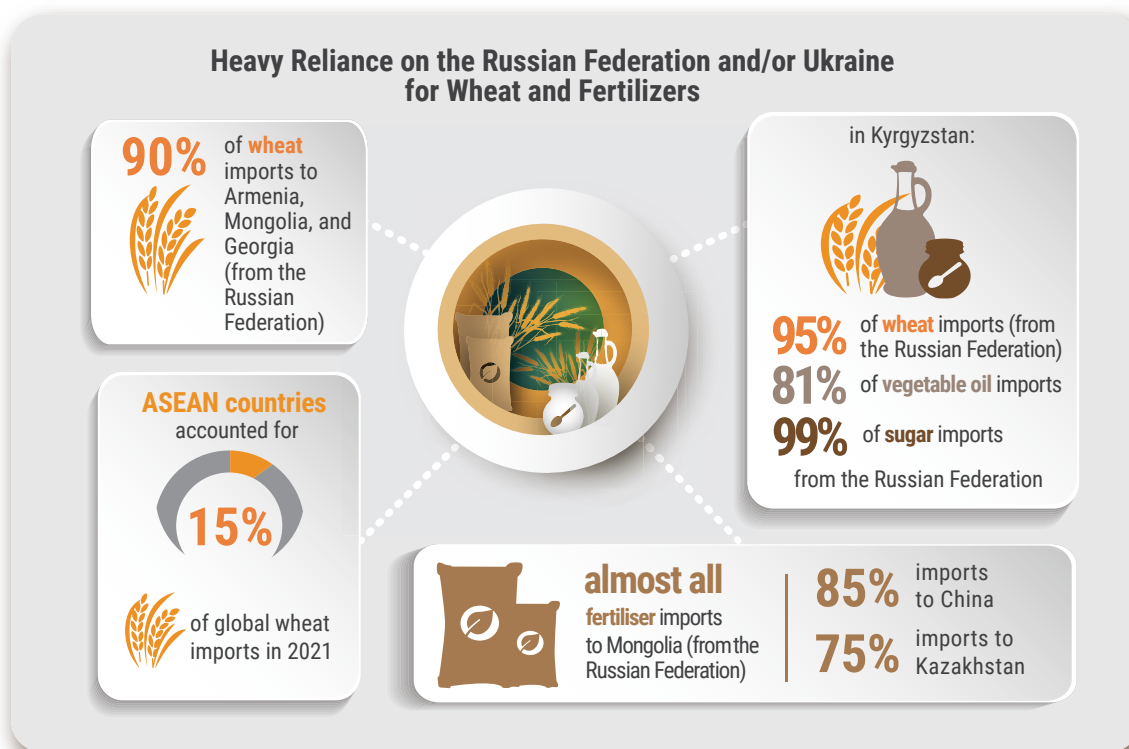 Heavy Reliance on the Russian Federation and/or Ukraine
for Wheat and Fertilizers
90%
of wheat
imports to
Armenia,
Mongolia, and
Georgia
(from the
Russian
Federation)
in Kyrgyzstan:
95%
of wheat imports (from
the Russian Federation)
81%
of vegetable oil imports
99%
of sugar imports
from the Russian Federation
ASEAN countries
accounted for
15%
of global wheat
imports in 2021
almost all
fertiliser imports
to Mongolia (from the
Russian Federation)
85%
imports
to China
75%
imports to
Kazakhstan